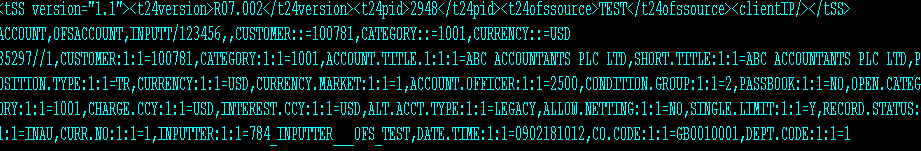 <tSS version="1.1"><t24version>R07.002</t24version><t24pid>2948</t24pid><t24ofssource>TEST</t24ofssource><clientIP/></tSS>
ACCOUNT,OFSACCOUNT,INPUTT/123456,,CUSTOMER::=100781,CATEGORY::=1001,CURRENCY::=USD
35297//1,CUSTOMER:1:1=100781,CATEGORY:1:1=1001,ACCOUNT.TITLE.1:1:1=ABC ACCOUNTANTS PLC LTD,SHORT.TITLE:1:1=ABC ACCOUNTANTS PLC LTD,P
OSITION.TYPE:1:1=TR,CURRENCY:1:1=USD,CURRENCY.MARKET:1:1=1,ACCOUNT.OFFICER:1:1=2500,CONDITION.GROUP:1:1=2,PASSBOOK:1:1=NO,OPEN.CATEG
ORY:1:1=1001,CHARGE.CCY:1:1=USD,INTEREST.CCY:1:1=USD,ALT.ACCT.TYPE:1:1=LEGACY,ALLOW.NETTING:1:1=NO,SINGLE.LIMIT:1:1=Y,RECORD.STATUS:
1:1=INAU,CURR.NO:1:1=1,INPUTTER:1:1=784_INPUTTER___OFS_TEST,DATE.TIME:1:1=0902181012,CO.CODE:1:1=GB0010001,DEPT.CODE:1:1=1